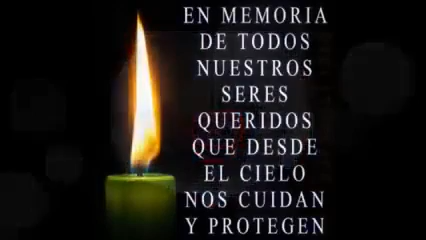 EN MEMORIA
DE TODOS
NUESTROS
SERES
QUERIDOS
QUE DESDE
EL CIELO
NOS CUIDAN
Y PROTEGEN